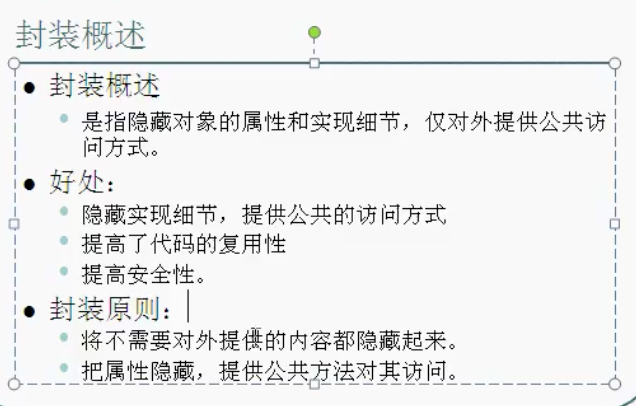 封装概述
封装概述
是指隐藏对象的属性和实现细节，仅对外提供公共访
问方式。
好处：
隐藏实现细节，提供公共的访问方式
提高了代码的复用性
提高安全性。
封装原则：
将不需要对外提供的内容都隐藏起来。
把属性隐藏，提供公共方法对其访问。